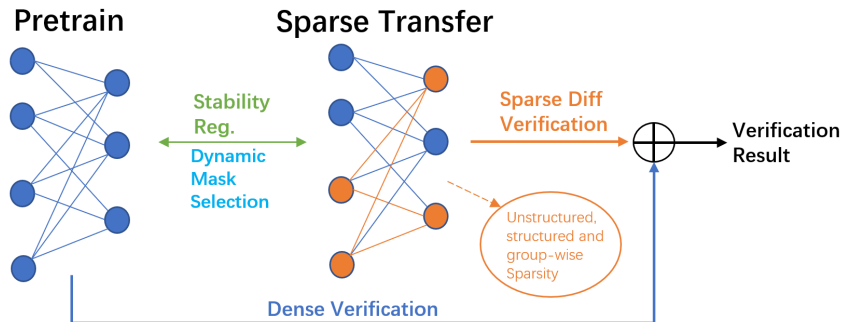 Pretrain
Sparse Transfer
Stability
Reg.
Dynamic
Mask
Selection
Sparse Diff
Verification
Verification
Result
Unstructured,
structured and
group-wise
Sparsity
Dense Verification